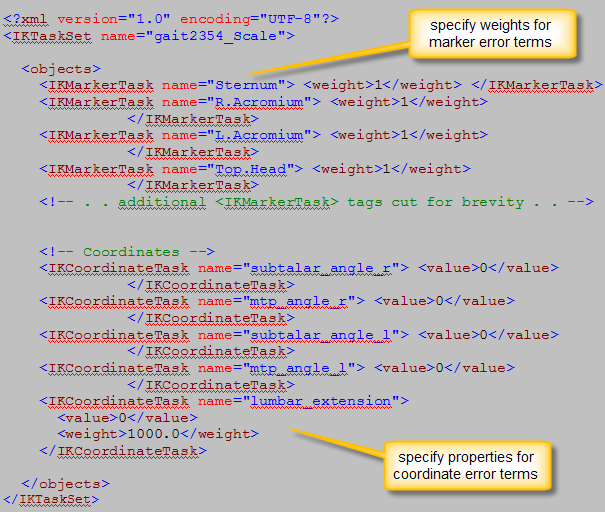 <?xml version="1.0" encoding="UTF-8"?>
<IKTaskSet name="gait2354_Scale">
specify weights for
marker error terms
<objects>
<IKMarkerTask name="Sternum"> <weight>1</weight> </IKMarkerTask>
<IKMarkerTask name="R.Acromium"> <weight>1</weight>
</IKMarkerTask>
<IKMarkerTask name="L.Acromium"> <weight>1</weight>
</IKMarkerTask>
<IKMarkerTask name="Top.Head"> <weight>1</weight>
</IKMarkerTask>
<!-- . . additional <IKMarkerTask> tags cut for brevity . . -->
<!-- Coordinates -->
<IKCoordinateTask name="subtalar_angle_r"> <value>0</value>
</IKCoordinateTask>
<IKCoordinateTask name="mtp_angle_r"> <value>0</value>
</IKCoordinateTask>
<IKCoordinateTask name="subtalar_angle_l"> <value>0</value>
</IKCoordinateTask>
<IKCoordinateTask name="mtp_angle_l"> <value>0</value>
</IKCoordinateTask>
<IKCoordinateTask name="lumbar_extension">
<value>0</value>
<weight>1000.0</weight>
</IKCoordinateTask>
specify properties for
coordinate error terms
</objects>
</IKTaskSet>